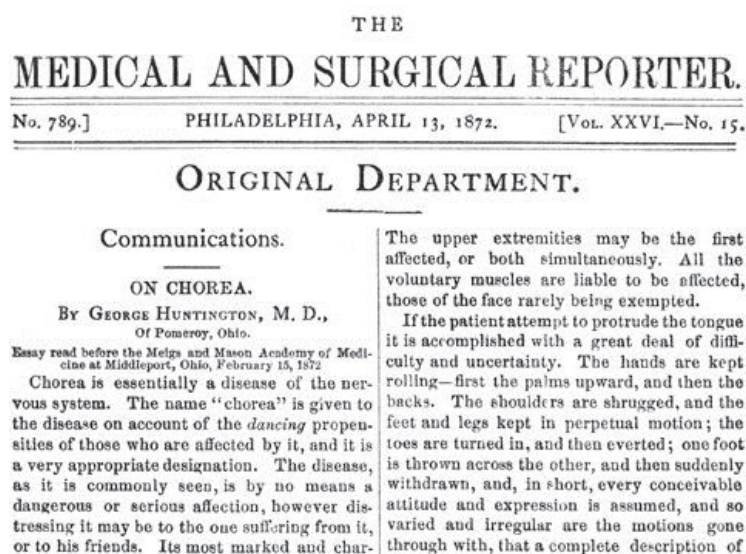 THE
MEDICAL AND SURGICAL REPORTER.
No. 789.] PHILADELPHIA, APRIL 13, 1872. [Vol. XXVI.—No. 15.
ORIGINAL DEPARTMENT.
Communications.
ON CHOREA.
By George Huntington, M. D.,
Of Pomeroy, Ohio.
Essay read before the Meigs and Mason Academy of Medi-
cine at Middleport, Ohio, February 15, 1872
Chorea is essentially a disease of the ner-
vous system. The name "chorea" is given to
the disease on account of the dancing propen-
sities of those who are affected by it, and it is
a very appropriate designation. The disease,
as it is commonly seen, is by no means a
dangerous or serious affection, however dis-
tressing it may be to the one suffering from it,
or to his friends. Its most marked and char-
The upper extremities may be the first
affected, or both simultaneously. All the
voluntary muscles are liable to be affected,
those of the face rarely being exempted.
If the patient attempt to protrude the tongue
it is accomplished with a great deal of diffi-
culty and uncertainty. The hands are kept
rolling—first the palms upward, and then the
backs. The shoulders are shrugged, and the
feet and legs kept in perpetual motion; the
toes are turned in, and then everted; one foot
is thrown across the other, and then suddenly
withdrawn, and, in short, every conceivable
attitude and expression is assumed, and so
varied and irregular are the motions gone
through with, that a complete description of